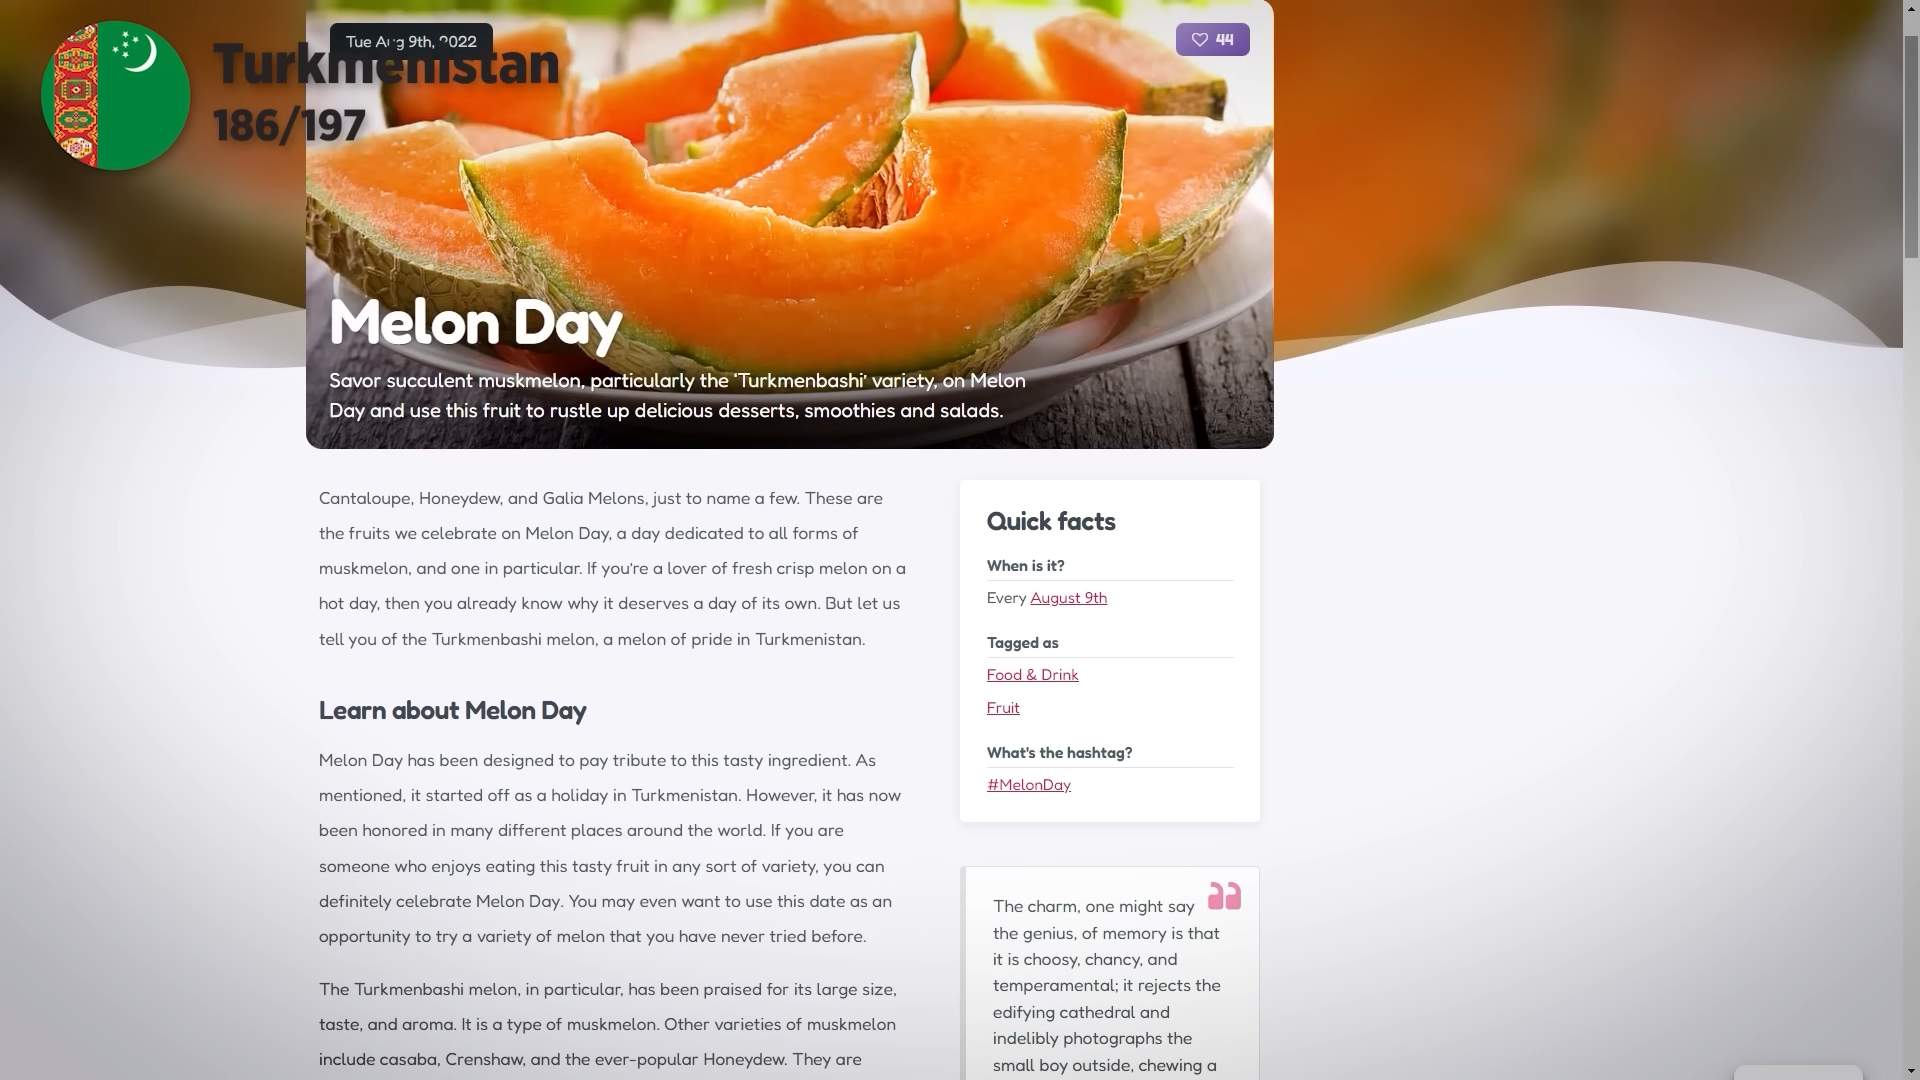 Turkmenistan
186/197
Tue Aug 9th, 2022
44
Melon Day
Savor succulent muskmelon, particularly the ‘Turkmenbashi’ variety, on Melon
Day and use this fruit to rustle up delicious desserts, smoothies and salads.
Cantaloupe, Honeydew, and Galia Melons, just to name a few. These are
the fruits we celebrate on Melon Day, a day dedicated to all forms of
muskmelon, and one in particular. If you’re a lover of fresh crisp melon on a
hot day, then you already know why it deserves a day of its own. But let us
tell you of the Turkmenbashi melon, a melon of pride in Turkmenistan.
Learn about Melon Day
Melon Day has been designed to pay tribute to this tasty ingredient. As
mentioned, it started off as a holiday in Turkmenistan. However, it has now
been honored in many different places around the world. If you are
someone who enjoys eating this tasty fruit in any sort of variety, you can
definitely celebrate Melon Day. You may even want to use this date as an
opportunity to try a variety of melon that you have never tried before.
The Turkmenbashi melon, in particular, has been praised for its large size,
taste, and aroma. It is a type of muskmelon. Other varieties of muskmelon
include casaba, Crenshaw, and the ever-popular Honeydew. They are
Quick facts
When is it?
Every August 9th
Tagged as
Food & Drink
Fruit
What's the hashtag?
#MelonDay
The charm, one might say
the genius, of memory is that
it is choosy, chancy, and
temperamental; it rejects the
edifying cathedral and
indelibly photographs the
small boy outside, chewing a